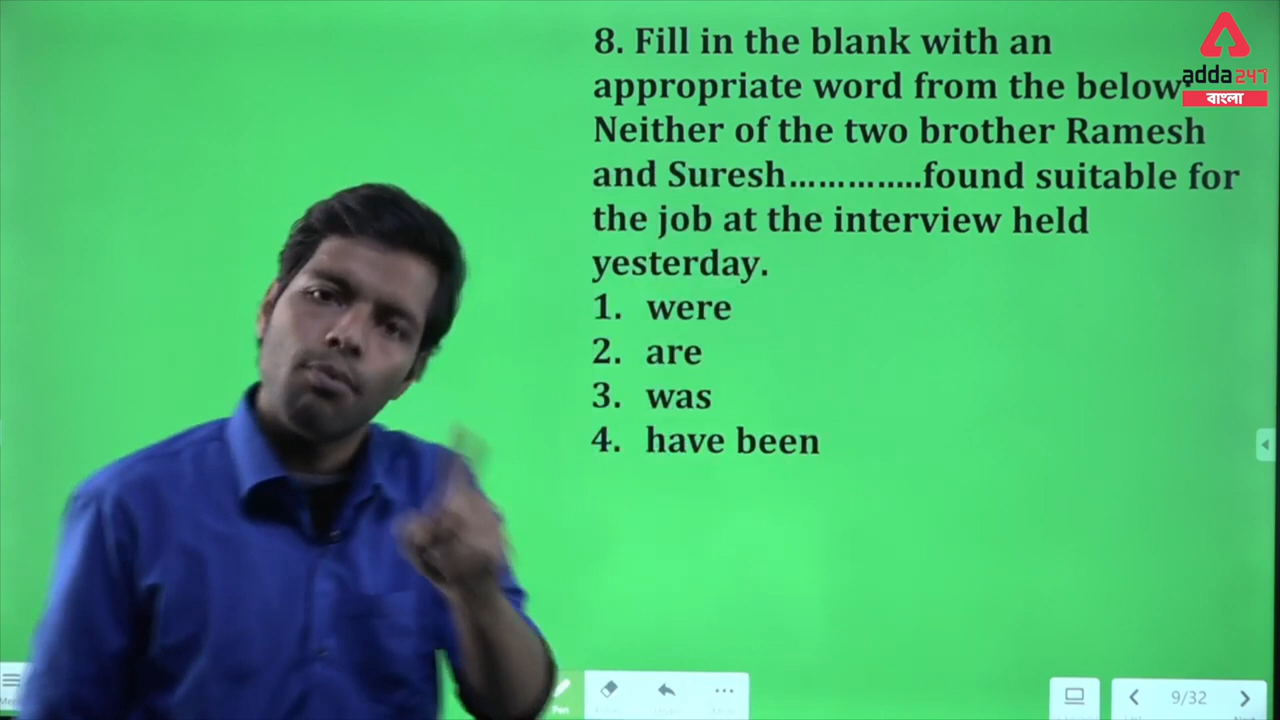 8. Fill in the blank with an
appropriate word from the below
Neither of the two brother Ramesh
and Suresh…………..found suitable for
the job at the interview held
yesterday.
1. were
2. are
3. was
4. have been
adda247
বাংলা
Pen
9/32